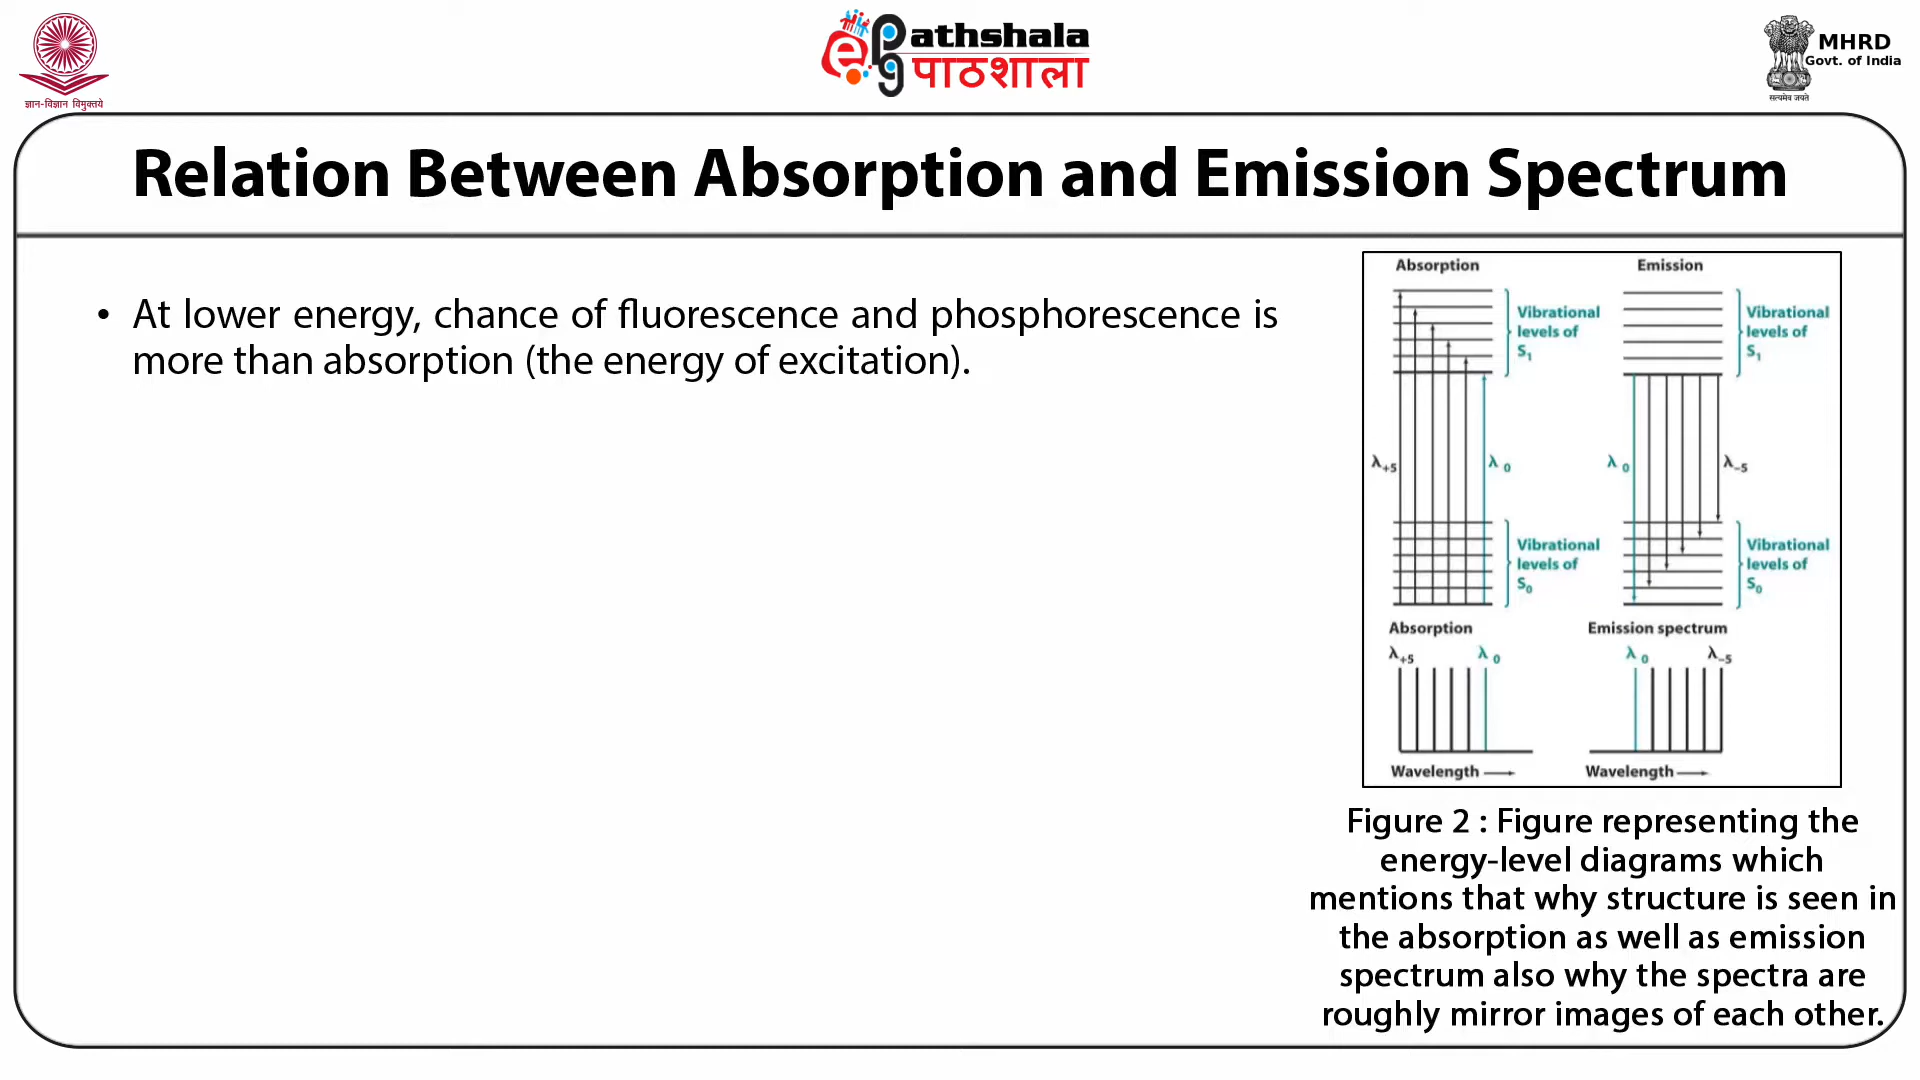 ज्ञान-विज्ञान विमुक्तये
ePathshala
पाठशाला
MHRD
Govt. of India
सत्यमेव जयते
Relation Between Absorption and Emission Spectrum
• At lower energy, chance of fluorescence and phosphorescence is
more than absorption (the energy of excitation).
Absorption Emission
Vibrational
levels of
S₁
Vibrational
levels of
S₁
λ₊₅ λ₀ λ₀ λ₋₅
Vibrational
levels of
S₀
Vibrational
levels of
S₀
Absorption Emission spectrum
λ₊₅ λ₀ λ₀ λ₋₅
Wavelength → Wavelength →
Figure 2 : Figure representing the
energy-level diagrams which
mentions that why structure is seen in
the absorption as well as emission
spectrum also why the spectra are
roughly mirror images of each other.